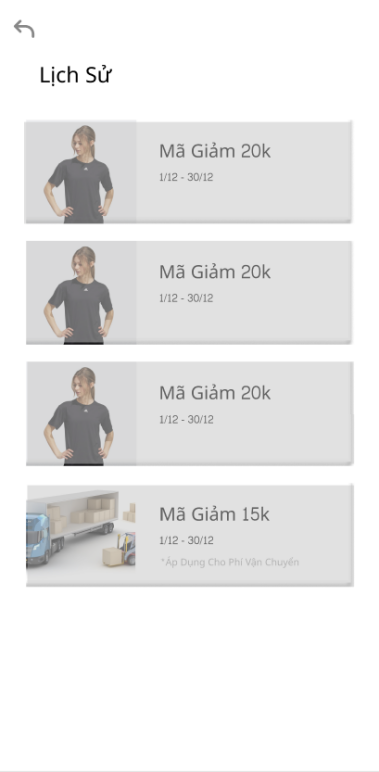 Lịch Sử
Mã Giảm 20k
1/12 - 30/12
Mã Giảm 20k
1/12 - 30/12
Mã Giảm 20k
1/12 - 30/12
Mã Giảm 15k
1/12 - 30/12
*Áp Dụng Cho Phí Vận Chuyển